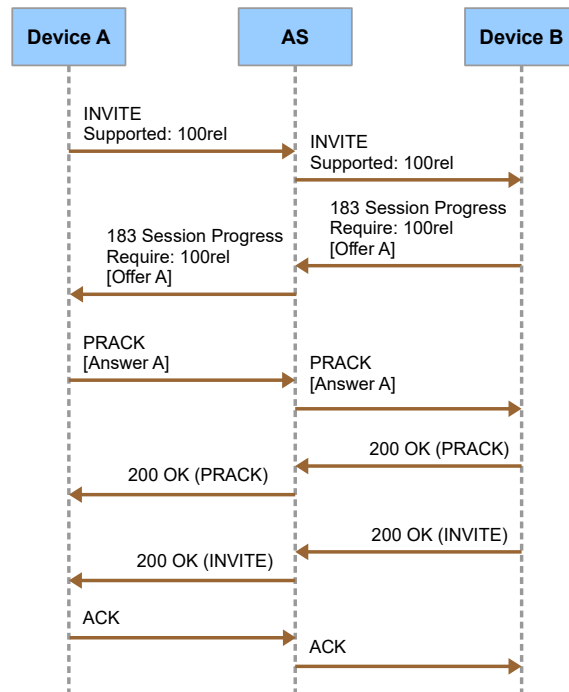 Device A
AS
Device B
INVITE
Supported: 100rel
INVITE
Supported: 100rel
183 Session Progress
Require: 100rel
[Offer A]
183 Session Progress
Require: 100rel
[Offer A]
PRACK
[Answer A]
PRACK
[Answer A]
200 OK (PRACK)
200 OK (PRACK)
200 OK (INVITE)
200 OK (INVITE)
ACK
ACK